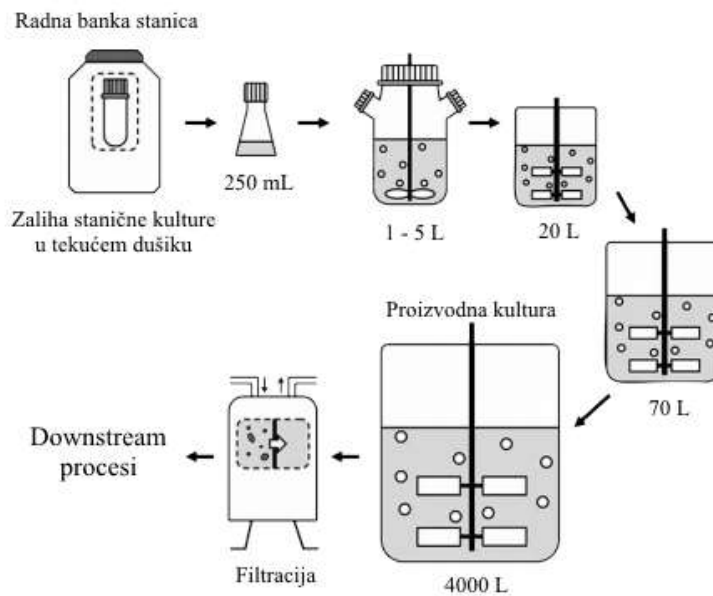 Radna banka stanica
Zaliha stanične kulture
u tekućem dušiku
250 mL
1 - 5 L
20 L
70 L
Proizvodna kultura
4000 L
Filtracija
Downstream
procesi